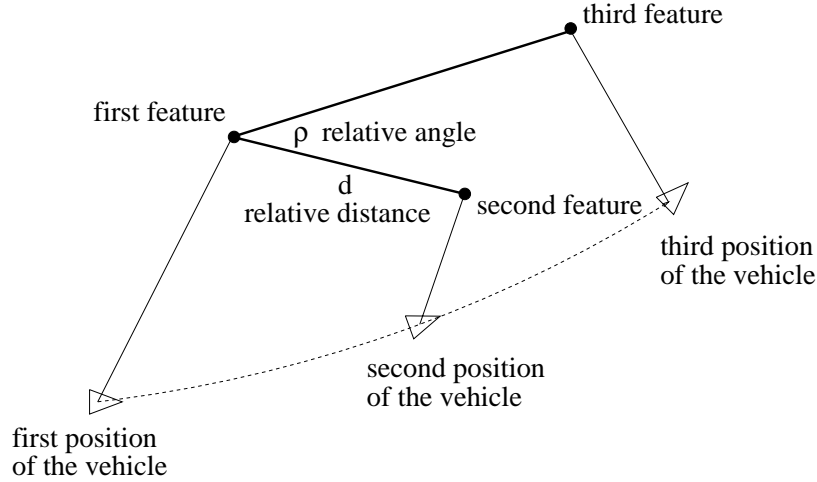 third feature
first feature
ρ relative angle
d
relative distance
second feature
third position
of the vehicle
second position
of the vehicle
first position
of the vehicle